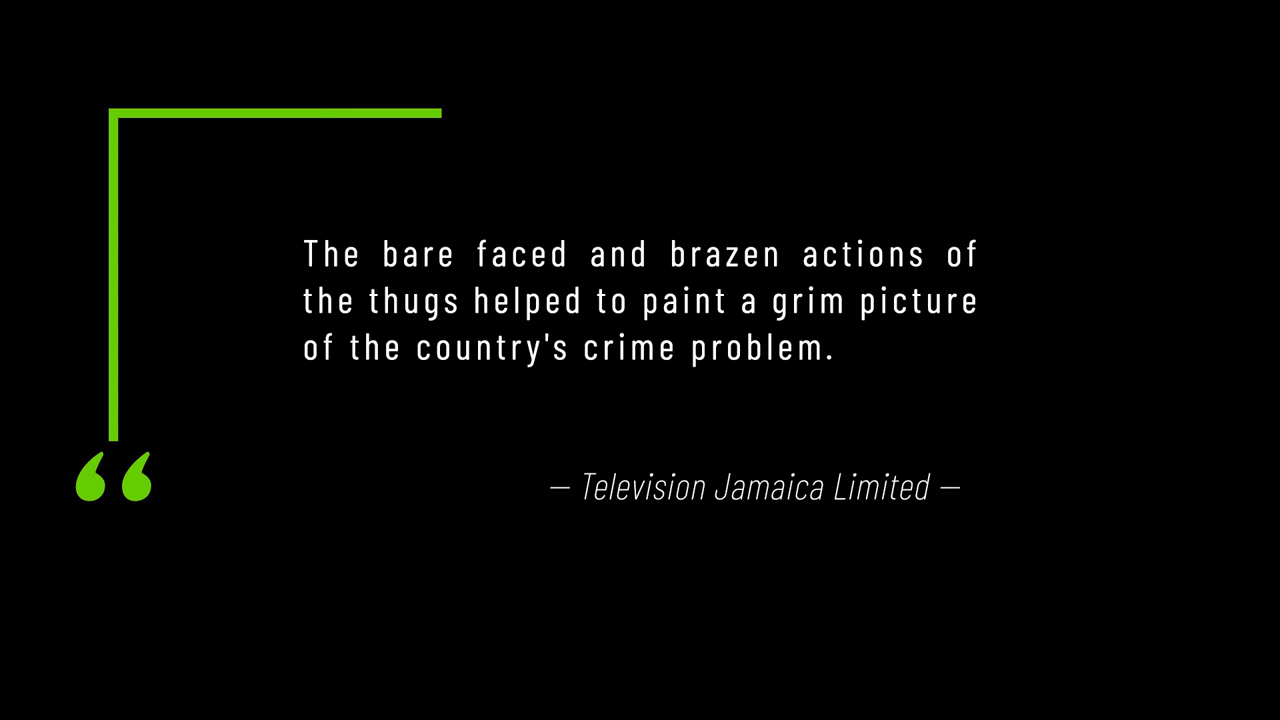 The bare faced and brazen actions of
the thugs helped to paint a grim picture
of the country's crime problem.
— Television Jamaica Limited —